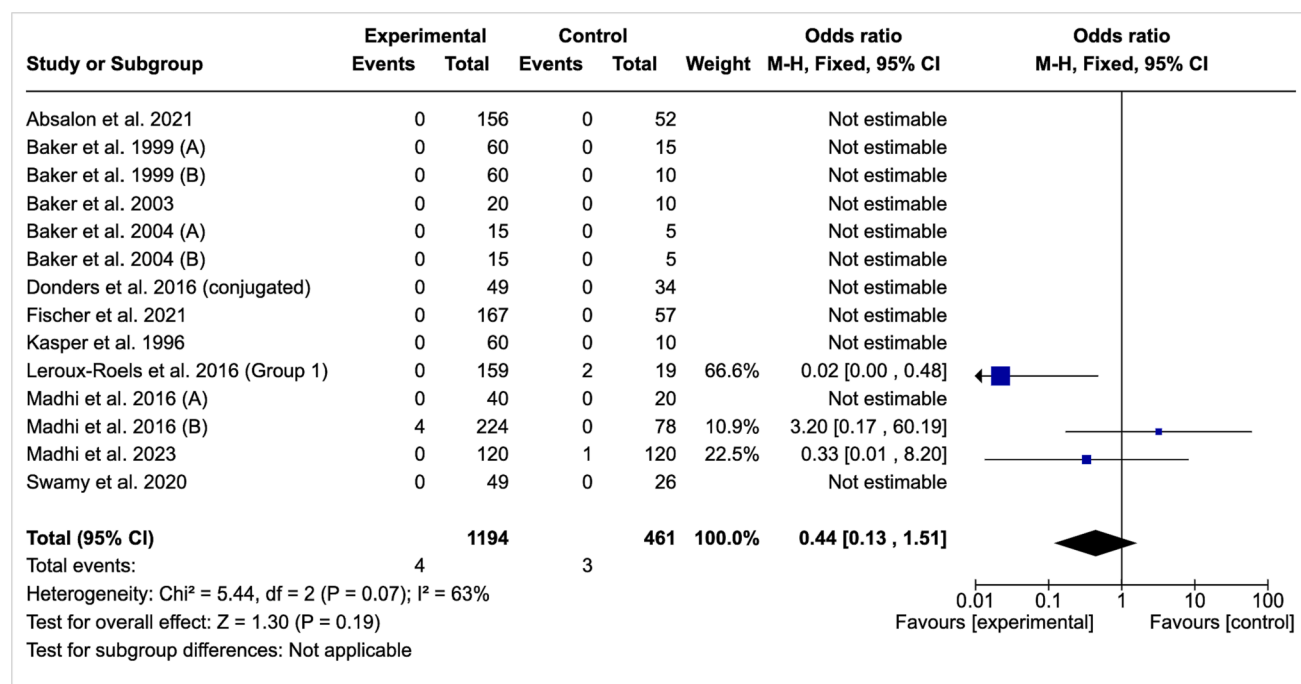 Experimental Control Odds ratio Odds ratio
Study or Subgroup Events Total Events Total Weight M-H, Fixed, 95% CI M-H, Fixed, 95% CI
Absalon et al. 2021 0 156 0 52 Not estimable
Baker et al. 1999 (A) 0 60 0 15 Not estimable
Baker et al. 1999 (B) 0 60 0 10 Not estimable
Baker et al. 2003 0 20 0 10 Not estimable
Baker et al. 2004 (A) 0 15 0 5 Not estimable
Baker et al. 2004 (B) 0 15 0 5 Not estimable
Donders et al. 2016 (conjugated) 0 49 0 34 Not estimable
Fischer et al. 2021 0 167 0 57 Not estimable
Kasper et al. 1996 0 60 0 10 Not estimable
Leroux-Roels et al. 2016 (Group 1) 0 159 2 19 66.6% 0.02 [0.00 , 0.48]
Madhi et al. 2016 (A) 0 40 0 20 Not estimable
Madhi et al. 2016 (B) 4 224 0 78 10.9% 3.20 [0.17 , 60.19]
Madhi et al. 2023 0 120 1 120 22.5% 0.33 [0.01 , 8.20]
Swamy et al. 2020 0 49 0 26 Not estimable
Total (95% CI) 1194 461 100.0% 0.44 [0.13 , 1.51]
Total events: 4 3
Heterogeneity: Chi² = 5.44, df = 2 (P = 0.07); I² = 63%
Test for overall effect: Z = 1.30 (P = 0.19)
Test for subgroup differences: Not applicable
0.01 0.1 1 10 100
Favours [experimental] Favours [control]